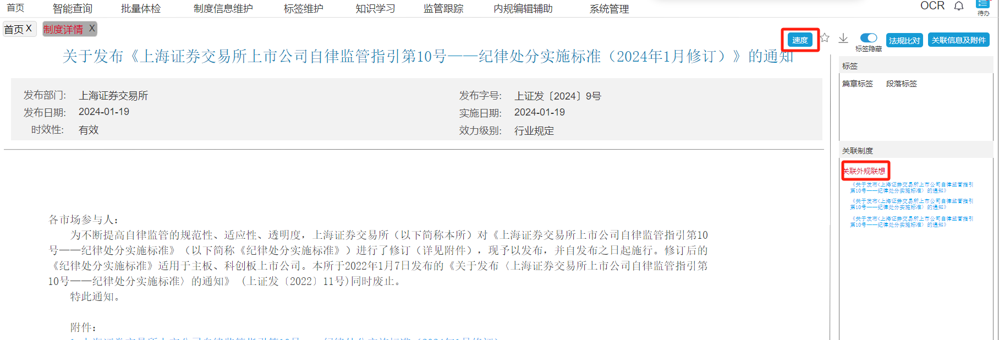 首页 智能查询 批量体检 制度信息维护 标签维护 知识学习 监管跟踪 内规编辑辅助 系统管理 OCR 待办
首页 X 制度详情 X
速度 标签隐藏 法规比对 关联信息及附件
关于发布《上海证券交易所上市公司自律监管指引第10号——纪律处分实施标准（2024年1月修订）》的通知
发布部门: 上海证券交易所 发布字号: 上证发〔2024〕9号
发布日期: 2024-01-19 实施日期: 2024-01-19
时效性: 有效 效力级别: 行业规定
标签
篇章标签 段落标签
关联制度
关联外规联想
《关于发布<上海证券交易所上市公司自律监管指引
第10号——纪律处分实施标准〉的通知》
《关于发布<上海证券交易所上市公司自律监管指引
第10号——纪律处分实施标准〉的通知》
《关于发布<上海证券交易所上市公司自律监管指引
第10号——纪律处分实施标准〉的通知》
各市场参与人：
为不断提高自律监管的规范性、适应性、透明度，上海证券交易所（以下简称本所）对《上海证券交易所上市公司自律监管指引第10
号——纪律处分实施标准》（以下简称《纪律处分实施标准》）进行了修订（详见附件），现予以发布，并自发布之日起施行。修订后的
《纪律处分实施标准》适用于主板、科创板上市公司。本所于2022年1月7日发布的《关于发布〈上海证券交易所上市公司自律监管指引第
10号——纪律处分实施标准〉的通知》（上证发〔2022〕11号)同时废止。
特此通知。
附件：
1.上海证券交易所上市公司自律监管指引第10号——纪律处分实施标准（2024年1月修订）